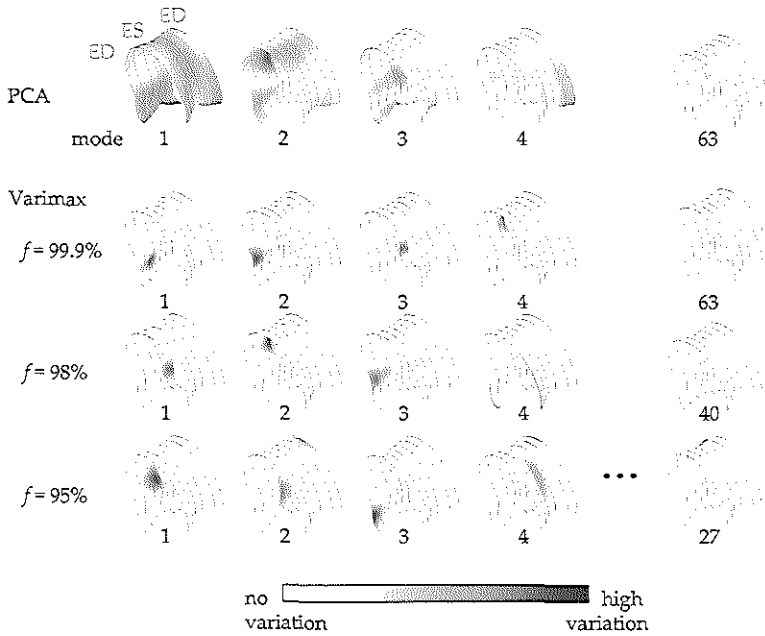 ED
ES
ED
PCA
mode 1 2 3 4 63
Varimax
f = 99.9%
1 2 3 4 63
f = 98%
1 2 3 4 40
f = 95%
...
1 2 3 4 27
no variation
high variation